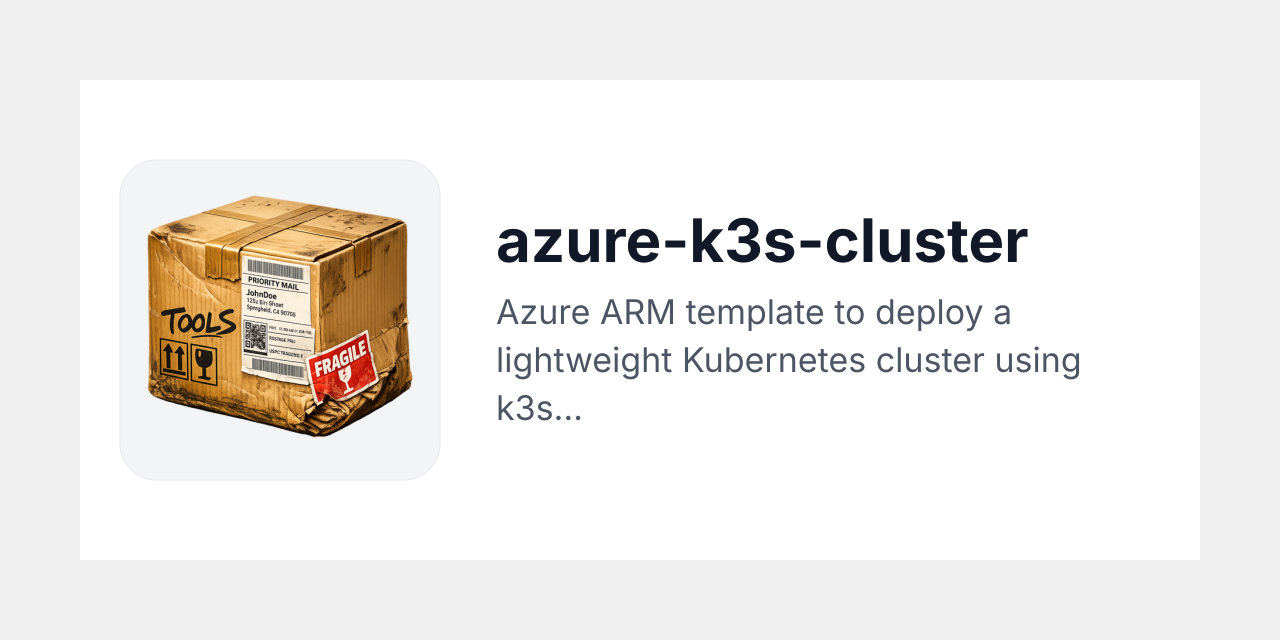 TOOLS
PRIORITY MAIL
JohnDoe
FRAGILE
azure-k3s-cluster
Azure ARM template to deploy a
lightweight Kubernetes cluster using
k3s...